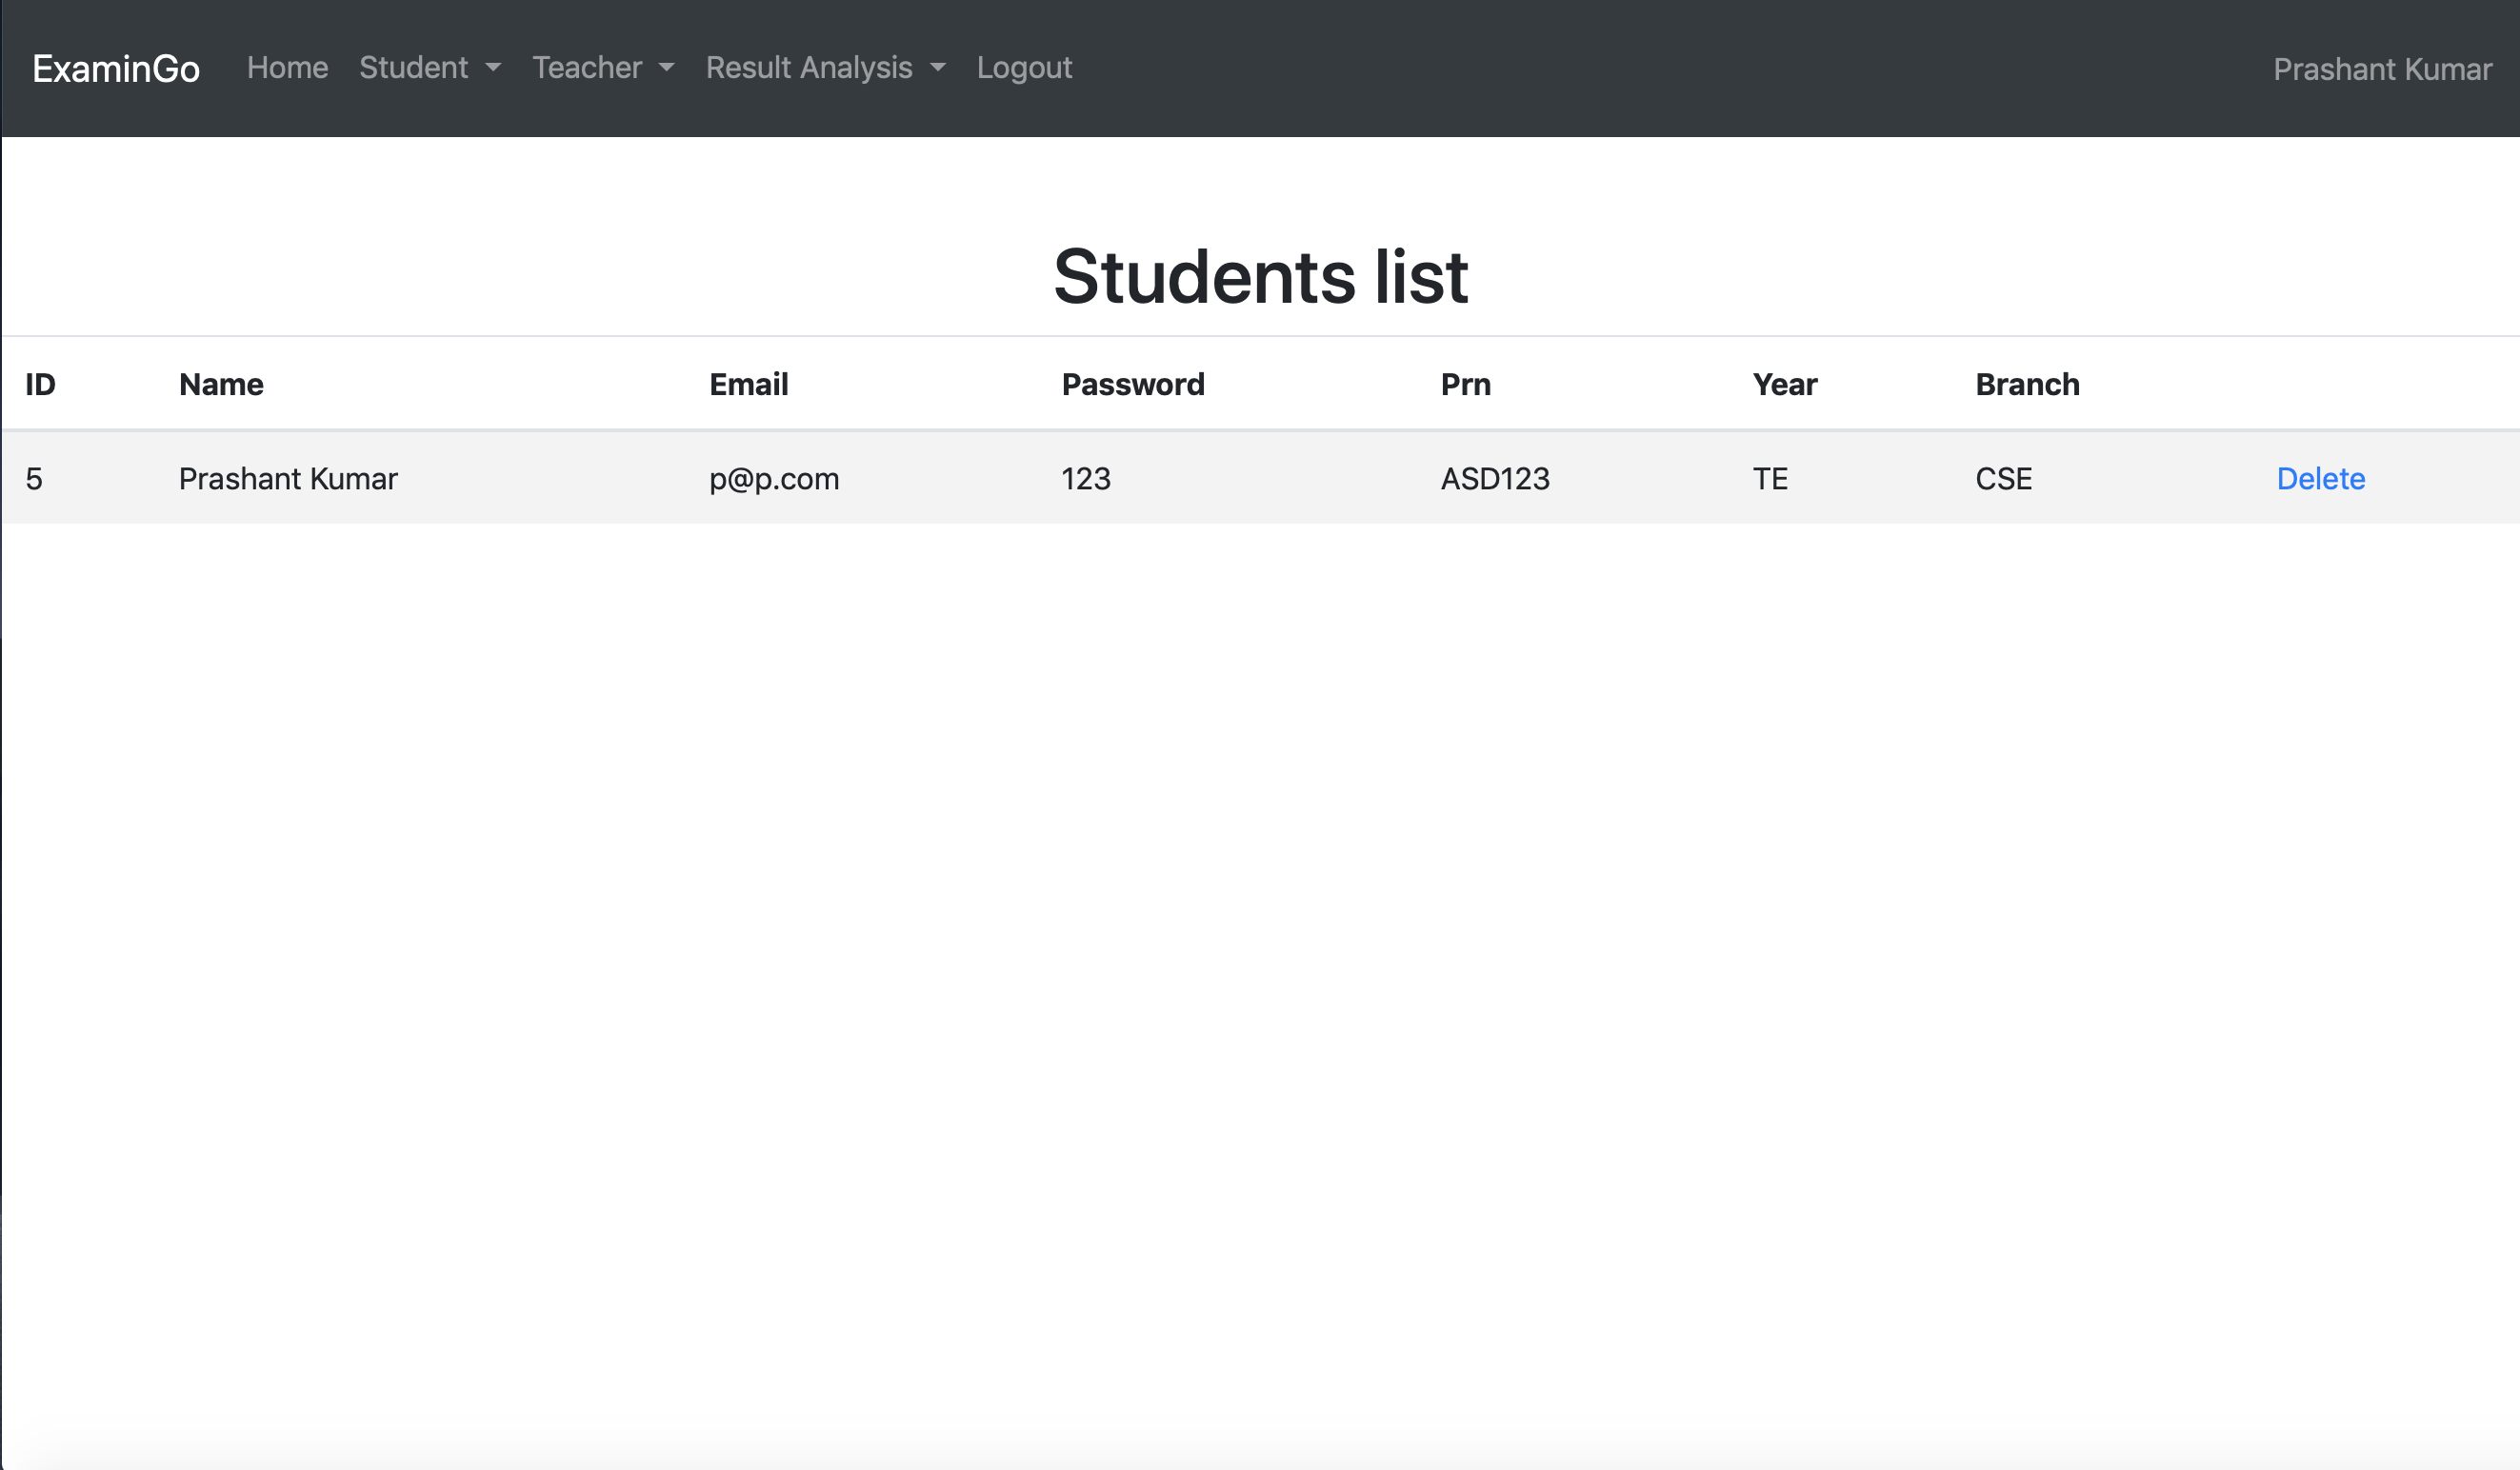 ExaminGo Home Student Teacher Result Analysis Logout Prashant Kumar
Students list
ID Name Email Password Prn Year Branch
5 Prashant Kumar p@p.com 123 ASD123 TE CSE Delete